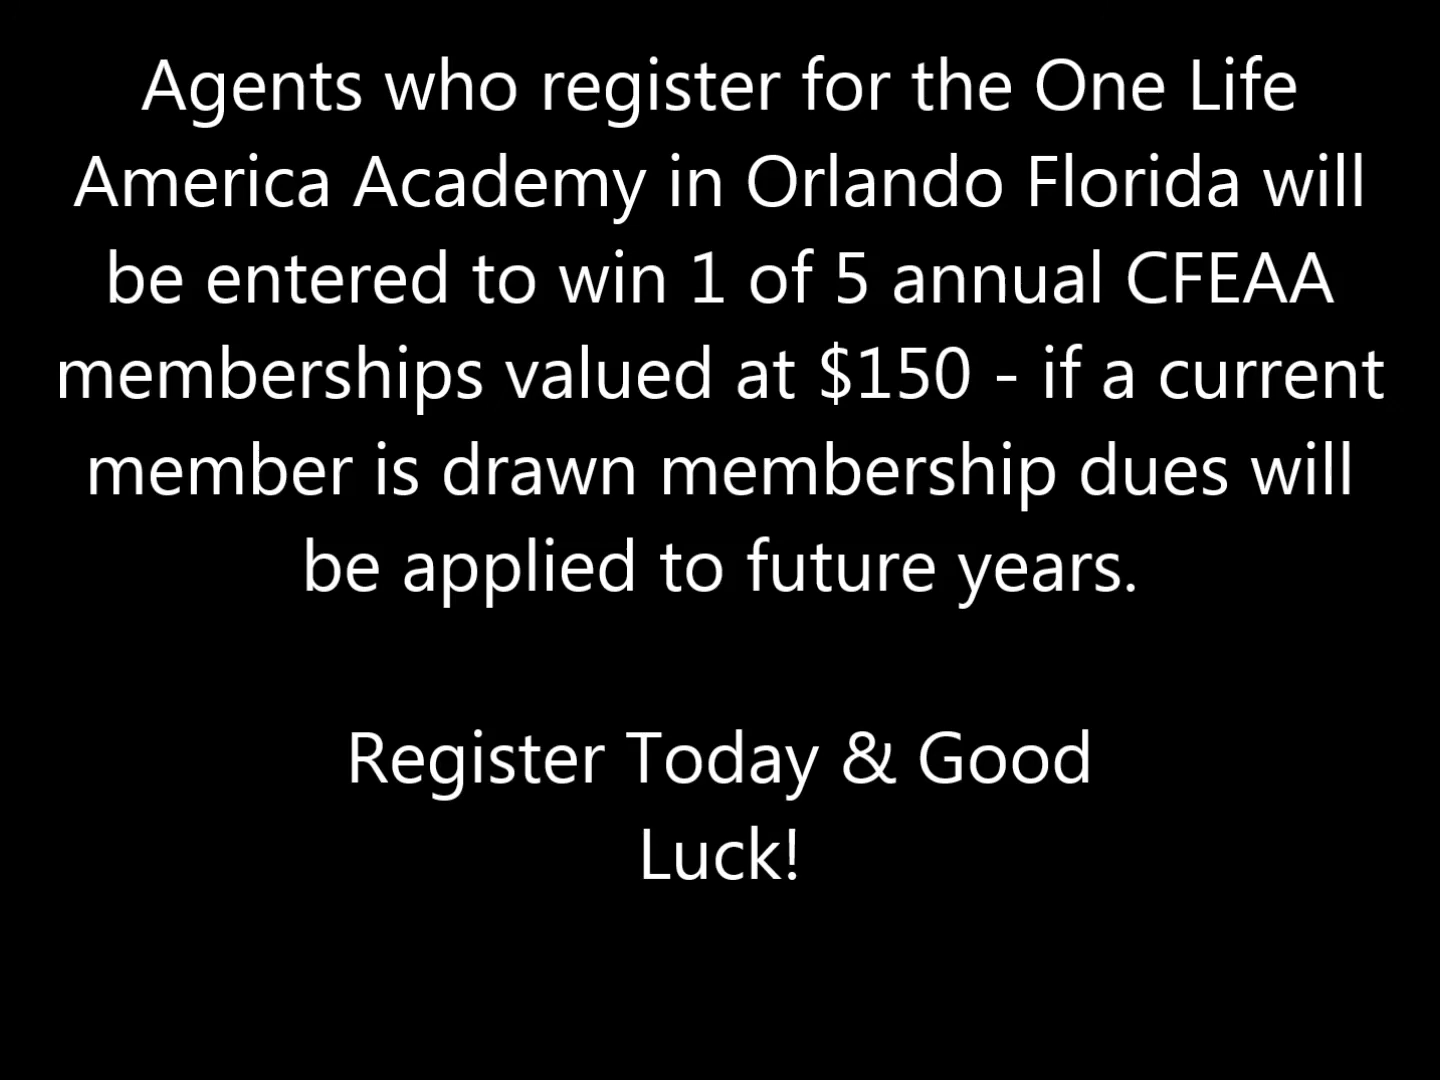 Agents who register for the One Life
America Academy in Orlando Florida will
be entered to win 1 of 5 annual CFEAA
memberships valued at $150 - if a current
member is drawn membership dues will
be applied to future years.
Register Today & Good
Luck!